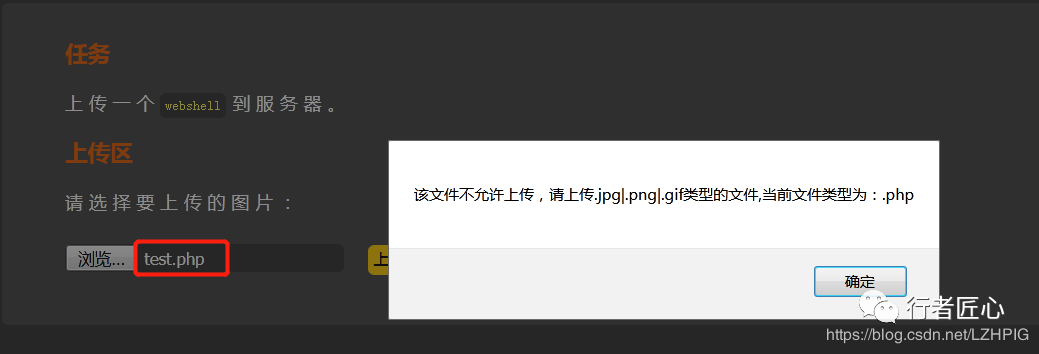 任务
上传一个 webshell 到服务器。
上传区
请选择要上传的图片：
浏览... test.php 上
该文件不允许上传，请上传.jpg|.png|.gif类型的文件,当前文件类型为：.php
确定
行者匠心
https://blog.csdn.net/LZHPIG